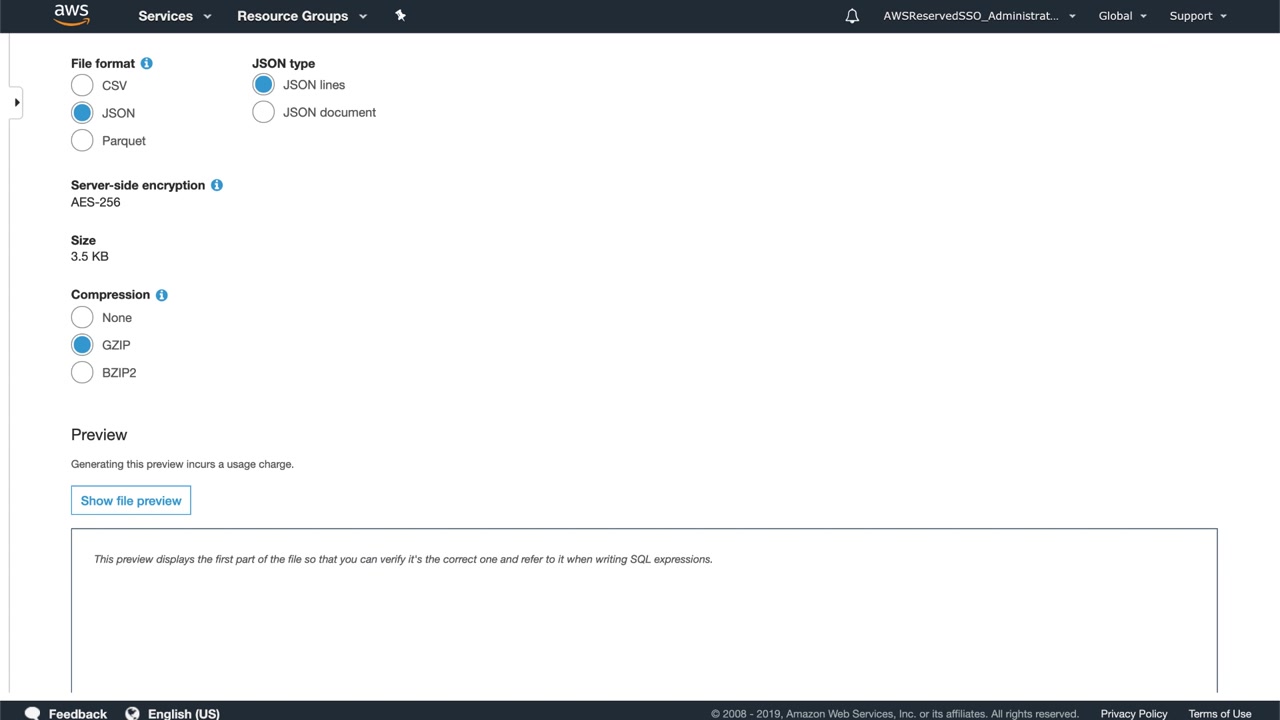 aws Services Resource Groups AWSReservedSSO_Administrat... Global Support
File format
CSV
JSON
Parquet
JSON type
JSON lines
JSON document
Server-side encryption
AES-256
Size
3.5 KB
Compression
None
GZIP
BZIP2
Preview
Generating this preview incurs a usage charge.
Show file preview
This preview displays the first part of the file so that you can verify it's the correct one and refer to it when writing SQL expressions.
Feedback English (US) © 2008 - 2019, Amazon Web Services, Inc. or its affiliates. All rights reserved. Privacy Policy Terms of Use